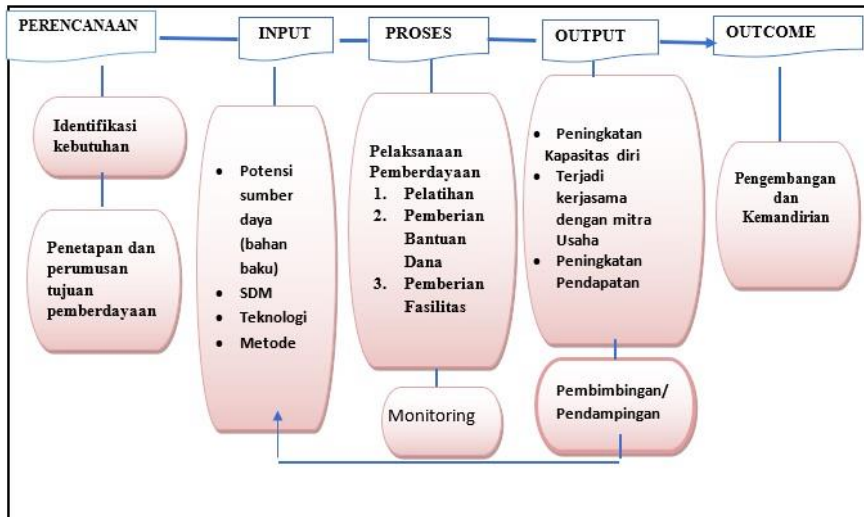 PERENCANAAN
INPUT
PROSES
OUTPUT
OUTCOME
Identifikasi
kebutuhan
Penetapan dan
perumusan
tujuan
pemberdayaan
• Potensi
sumber
daya
(bahan
baku)
• SDM
• Teknologi
• Metode
Pelaksanaan
Pemberdayaan
1. Pelatihan
2. Pemberian
Bantuan
Dana
3. Pemberian
Fasilitas
Monitoring
• Peningkatan
Kapasitas diri
• Terjadi
kerjasama
dengan mitra
Usaha
• Peningkatan
Pendapatan
Pembimbingan/
Pendampingan
Pengembangan
dan
Kemandirian